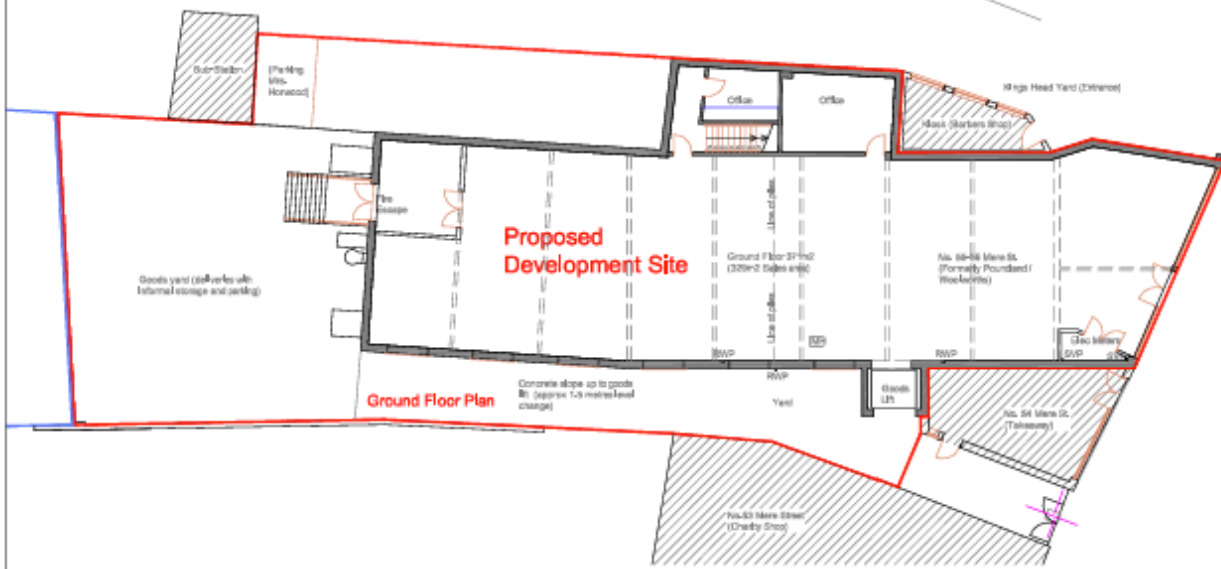 Sub-Station
(Parking
Mrs.
Horwood)
Office
Office
Kings Head Yard (Entrance)
Kiosk (Barbers Shop)
Fire
Escape
Proposed
Development Site
Line of piles
Ground Floor 371m2
(329m2 Sales area)
No. 55-56 Mere St.
(Formerly Poundland /
Woolworths)
Goods yard (deliveries with
informal storage and parking)
Line of piles
MH
Elec Meters
RWP
RWP
SVP
RWP
Ground Floor Plan
Concrete slope up to goods
lift (approx 1.5 metres level
change)
Yard
Goods
Lift
No. 54 Mere St.
(Takeaway)
No.53 Mere Street
(Charity Shop)